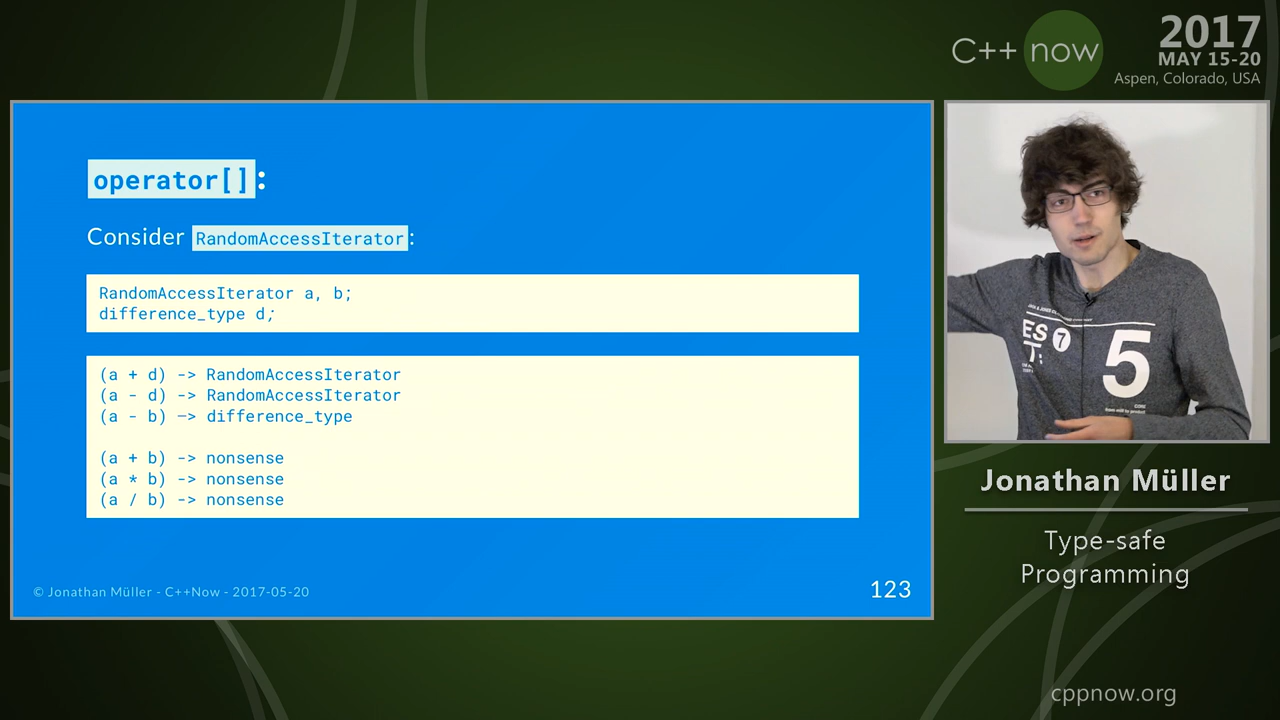 C++ now
2017
MAY 15-20
Aspen, Colorado, USA
operator[]:
Consider RandomAccessIterator:
RandomAccessIterator a, b;
difference_type d;
(a + d) -> RandomAccessIterator
(a - d) -> RandomAccessIterator
(a - b) -> difference_type
(a + b) -> nonsense
(a * b) -> nonsense
(a / b) -> nonsense
© Jonathan Müller - C++Now - 2017-05-20
123
ES
7
5
Jonathan Müller
Type-safe
Programming
cppnow.org